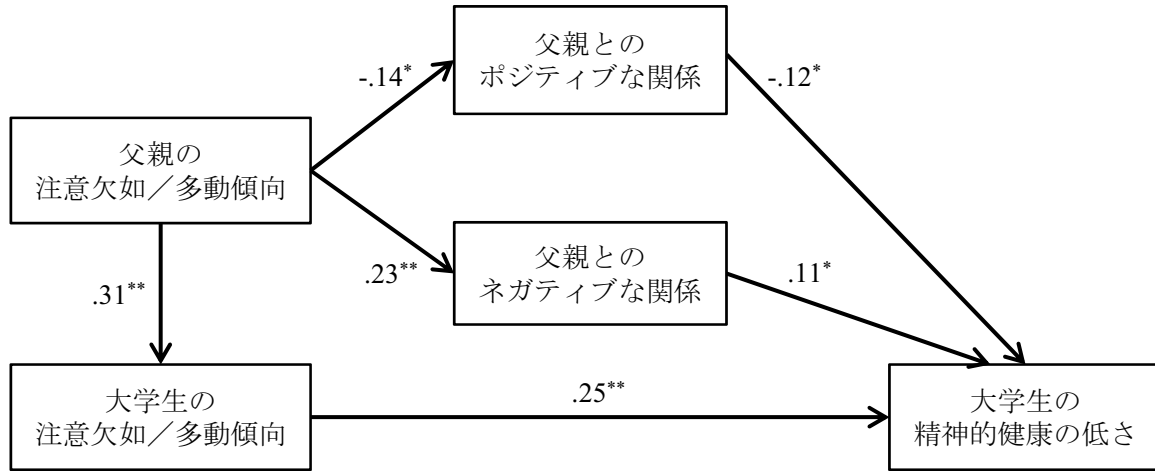 父親との
ポジティブな関係
-.14*
-.12*
父親の
注意欠如／多動傾向
父親との
ネガティブな関係
.23**
.11*
.31**
大学生の
注意欠如／多動傾向
.25**
大学生の
精神的健康の低さ